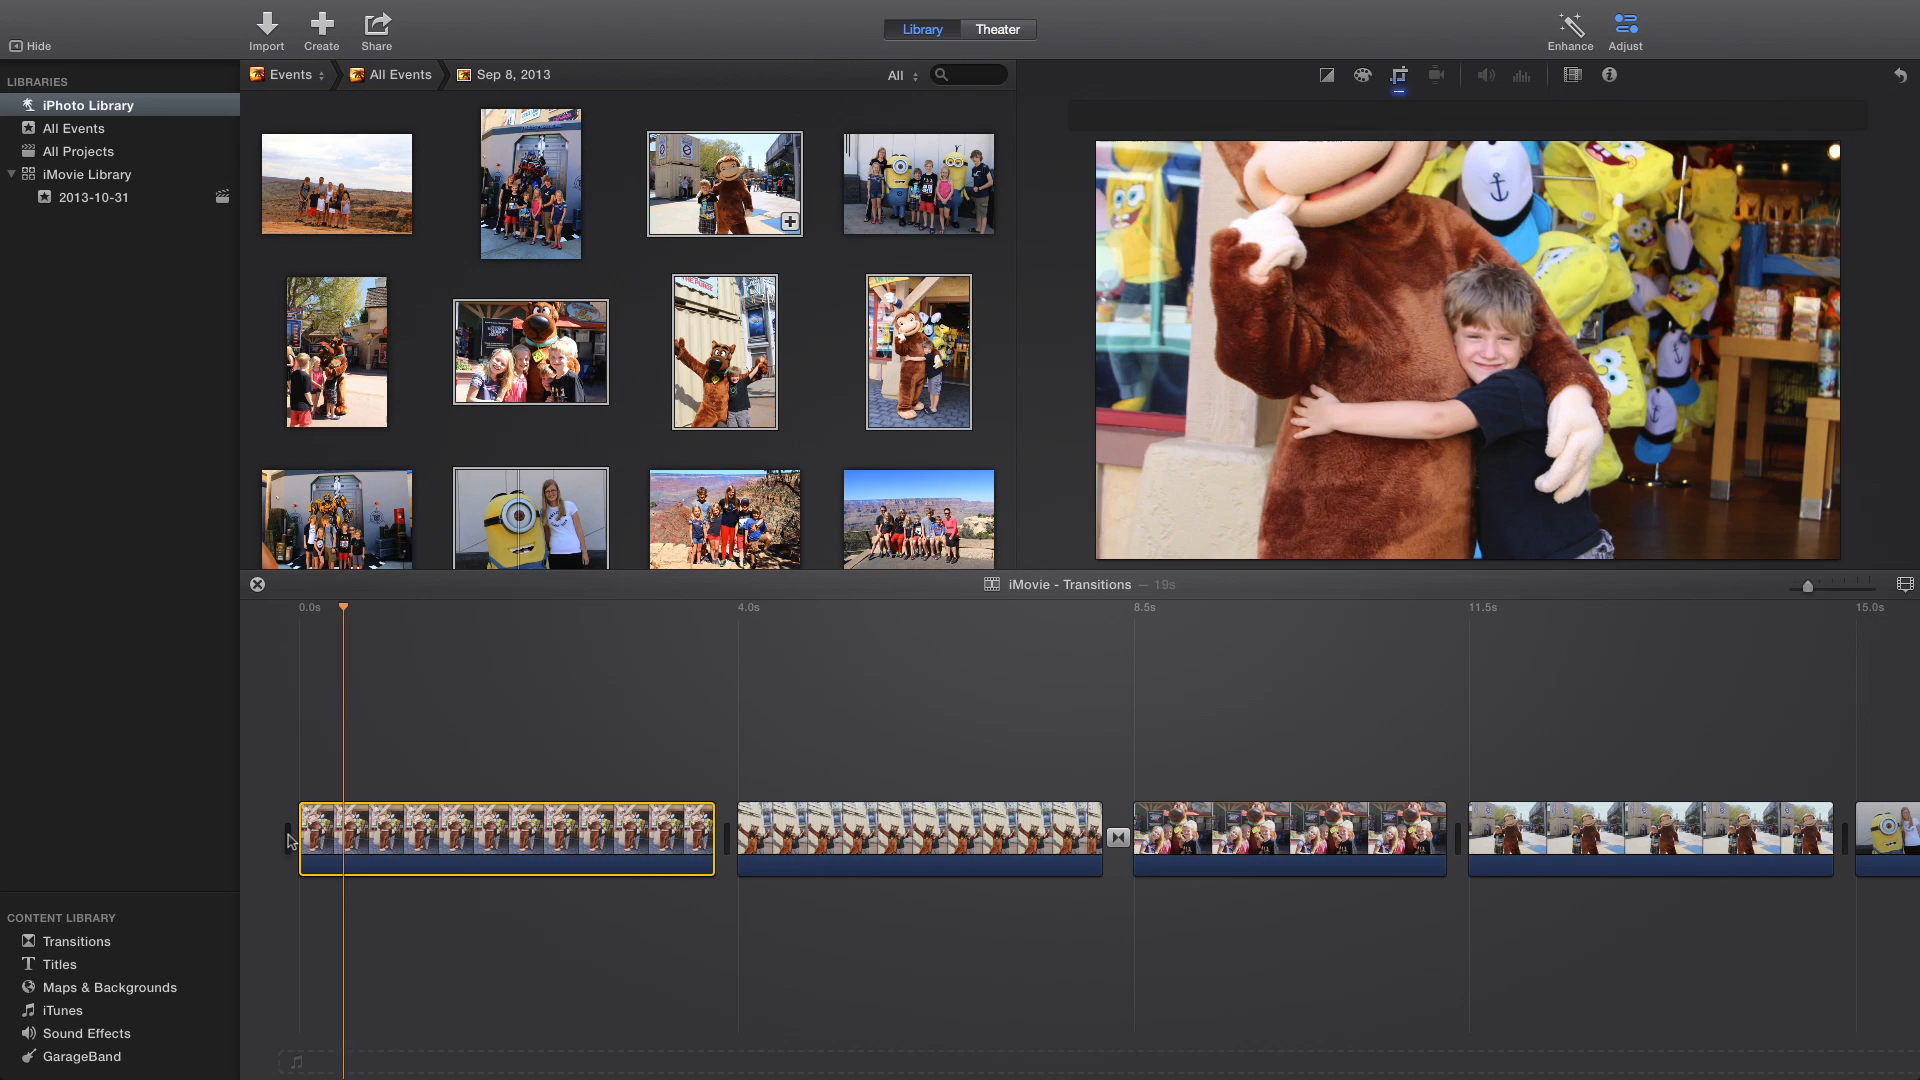 Hide
Import
Create
Share
Library
Theater
Enhance
Adjust
LIBRARIES
iPhoto Library
All Events
All Projects
iMovie Library
2013-10-31
Events
All Events
Sep 8, 2013
All
iMovie - Transitions — 19s
0.0s
4.0s
8.5s
11.5s
15.0s
CONTENT LIBRARY
Transitions
Titles
Maps & Backgrounds
iTunes
Sound Effects
GarageBand